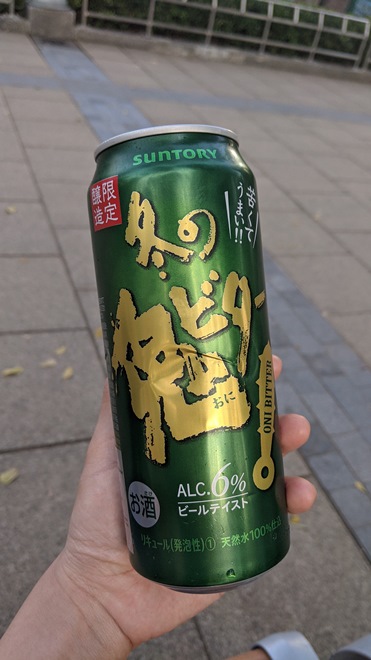 SUNTORY
限定
醸造
苦くて
うまい!!
冬の
鬼ビター
おに
ONI BITTER
ALC.6%
ビールテイスト
お酒
リキュール(発泡性)① 天然水100%仕込